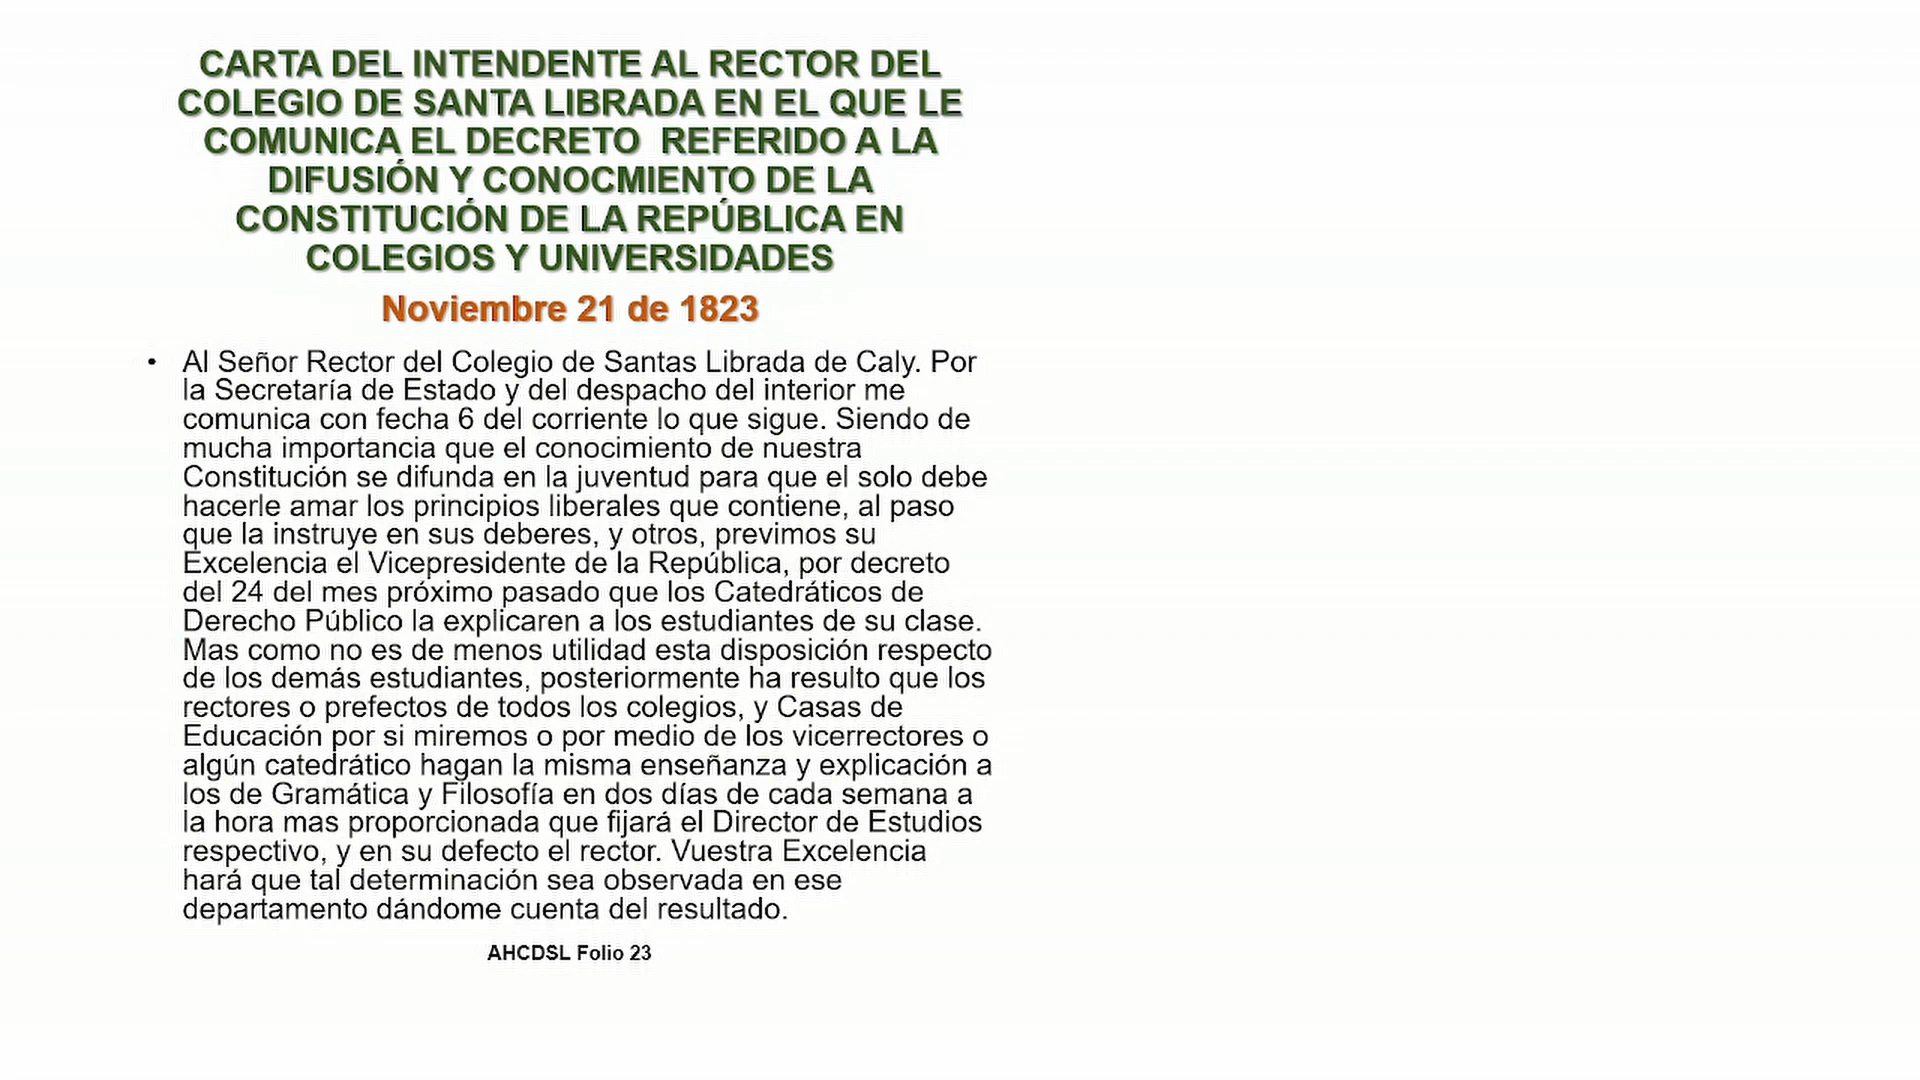 CARTA DEL INTENDENTE AL RECTOR DEL
COLEGIO DE SANTA LIBRADA EN EL QUE LE
COMUNICA EL DECRETO  REFERIDO A LA
DIFUSIÓN Y CONOCMIENTO DE LA
CONSTITUCIÓN DE LA REPÚBLICA EN
COLEGIOS Y UNIVERSIDADES
Noviembre 21 de 1823
• Al Señor Rector del Colegio de Santas Librada de Caly. Por
la Secretaría de Estado y del despacho del interior me
comunica con fecha 6 del corriente lo que sigue. Siendo de
mucha importancia que el conocimiento de nuestra
Constitución se difunda en la juventud para que el solo debe
hacerle amar los principios liberales que contiene, al paso
que la instruye en sus deberes, y otros, previmos su
Excelencia el Vicepresidente de la República, por decreto
del 24 del mes próximo pasado que los Catedráticos de
Derecho Público la explicaren a los estudiantes de su clase.
Mas como no es de menos utilidad esta disposición respecto
de los demás estudiantes, posteriormente ha resulto que los
rectores o prefectos de todos los colegios, y Casas de
Educación por si miremos o por medio de los vicerrectores o
algún catedrático hagan la misma enseñanza y explicación a
los de Gramática y Filosofía en dos días de cada semana a
la hora mas proporcionada que fijará el Director de Estudios
respectivo, y en su defecto el rector. Vuestra Excelencia
hará que tal determinación sea observada en ese
departamento dándome cuenta del resultado.
AHCDSL Folio 23